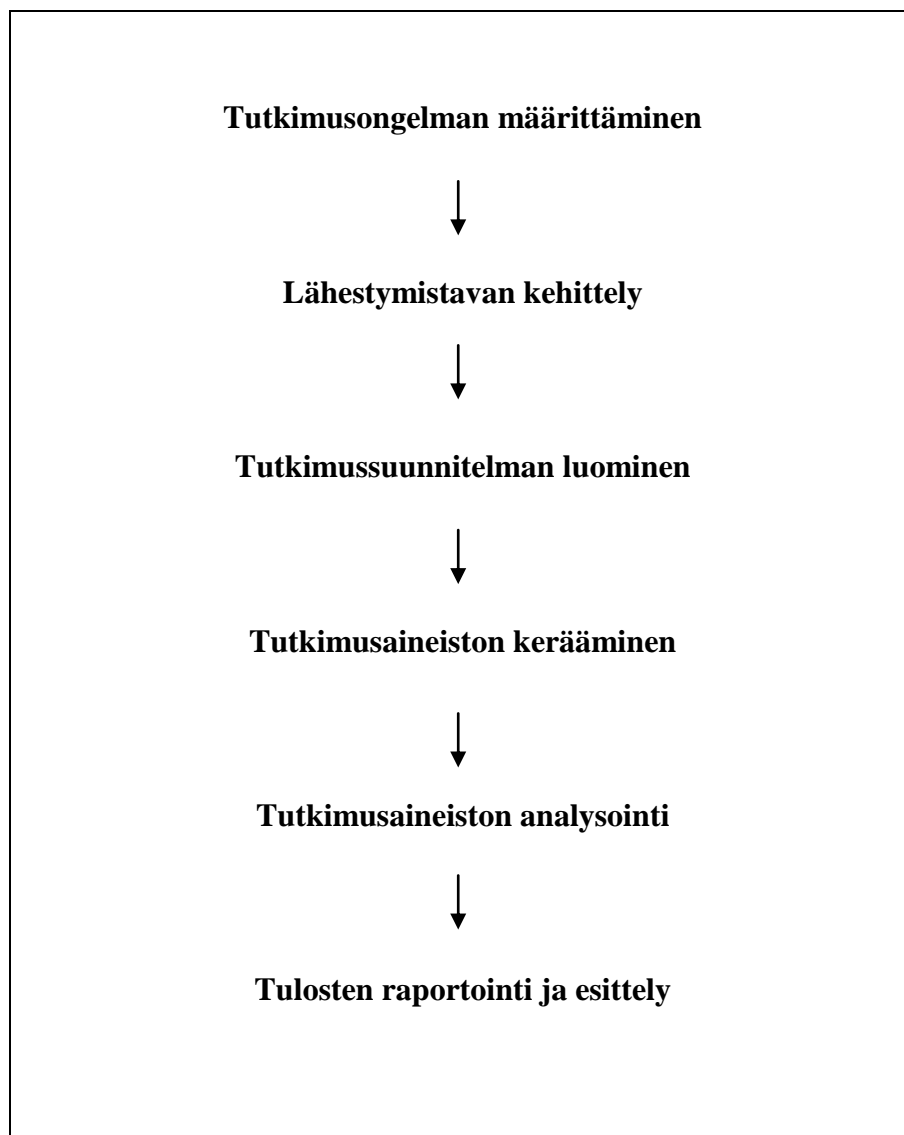 Tutkimusongelman määrittäminen
Lähestymistavan kehittely
Tutkimussuunnitelman luominen
Tutkimusaineiston kerääminen
Tutkimusaineiston analysointi
Tulosten raportointi ja esittely